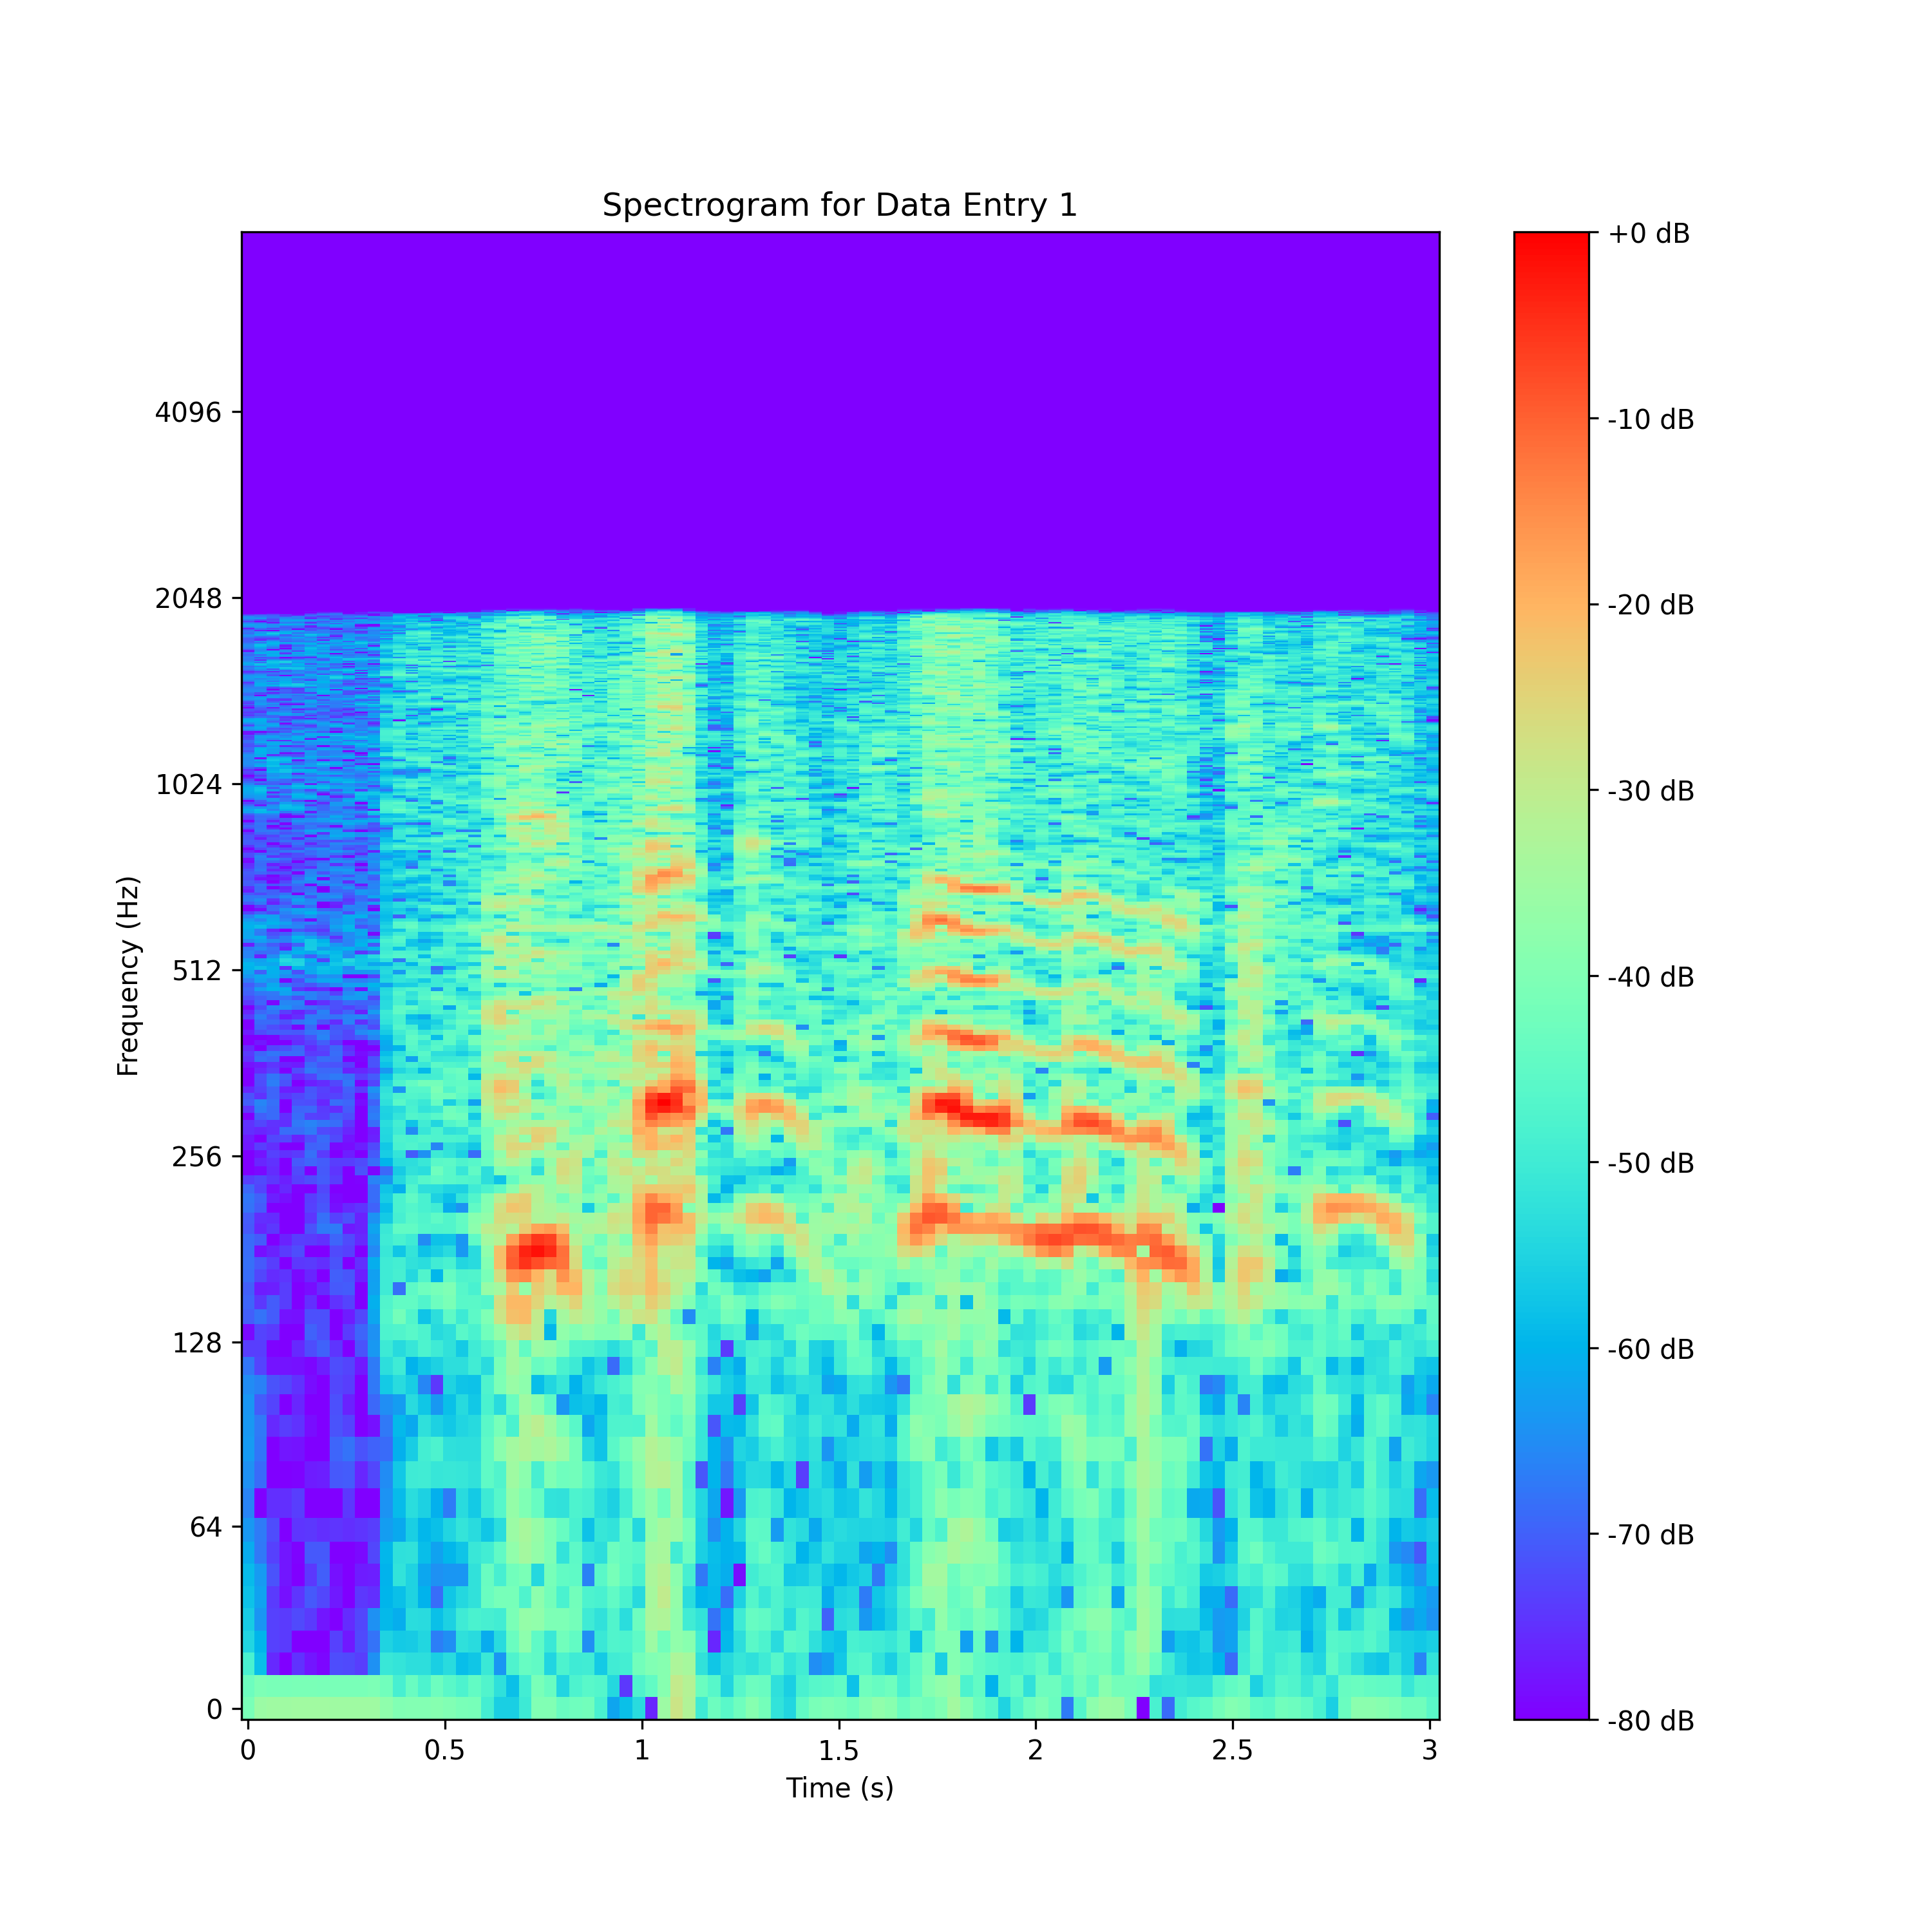 Spectrogram for Data Entry 1
+0 dB
-10 dB
-20 dB
-30 dB
-40 dB
-50 dB
-60 dB
-70 dB
-80 dB
4096
2048
1024
512
256
128
64
0
Frequency (Hz)
0 0.5 1 1.5 2 2.5 3
Time (s)